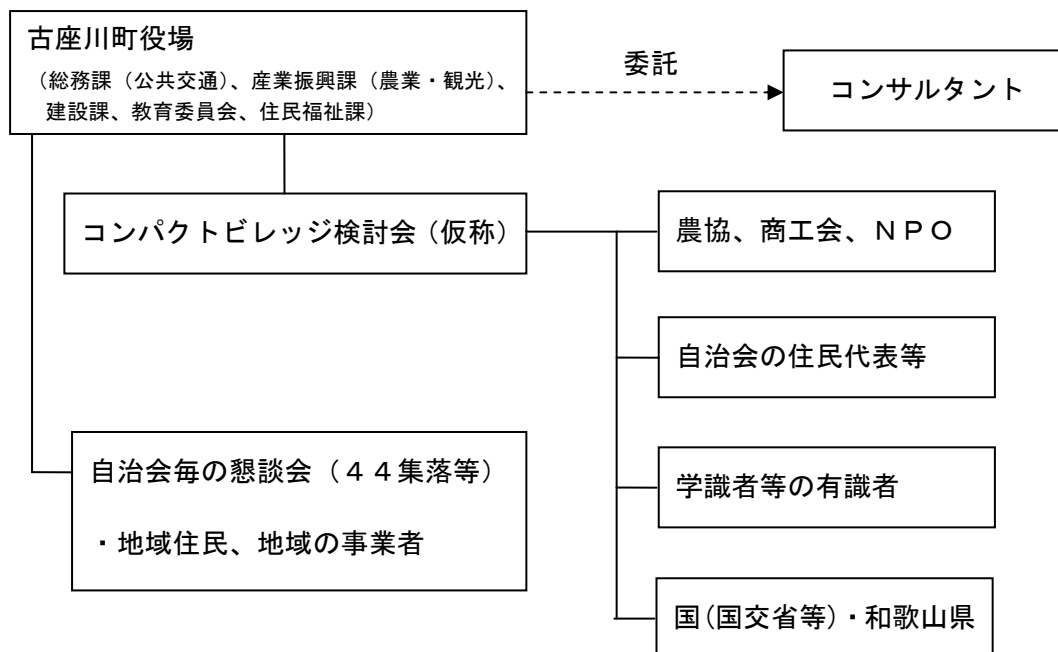 古座川町役場
（総務課（公共交通）、産業振興課（農業・観光）、
建設課、教育委員会、住民福祉課）
委託
コンサルタント
コンパクトビレッジ検討会（仮称）
農協、商工会、ＮＰＯ
自治会の住民代表等
自治会毎の懇談会（４４集落等）
・地域住民、地域の事業者
学識者等の有識者
国（国交省等）・和歌山県